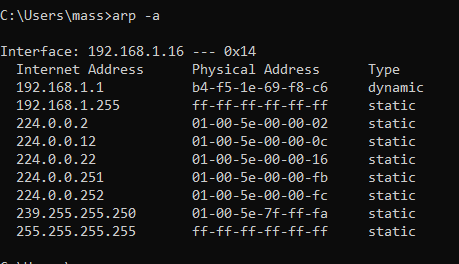 C:\Users\mass>arp -a
Interface: 192.168.1.16 --- 0x14
Internet Address Physical Address Type
192.168.1.1 b4-f5-1e-69-f8-c6 dynamic
192.168.1.255 ff-ff-ff-ff-ff-ff static
224.0.0.2 01-00-5e-00-00-02 static
224.0.0.12 01-00-5e-00-00-0c static
224.0.0.22 01-00-5e-00-00-16 static
224.0.0.251 01-00-5e-00-00-fb static
224.0.0.252 01-00-5e-00-00-fc static
239.255.255.250 01-00-5e-7f-ff-fa static
255.255.255.255 ff-ff-ff-ff-ff-ff static